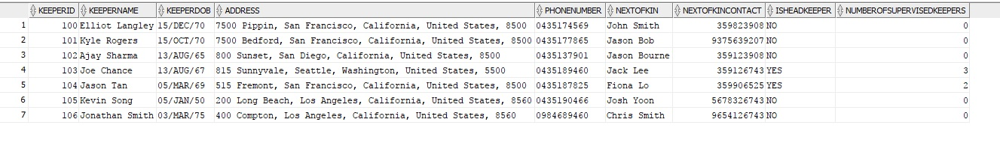 KEEPERID KEEPERNAME KEEPERDOB ADDRESS PHONENUMBER NEXTOFKIN NEXTOFKINCONTACT ISHEADKEEPER NUMBEROFSUPERVISEDKEEPERS
1 100 Elliot Langley 15/DEC/70 7500 Pippin, San Francisco, California, United States, 8500 0435174569 John Smith 359823908 NO 0
2 101 Kyle Rogers 15/OCT/70 7500 Bedford, San Francisco, California, United States, 8500 0435177865 Jason Bob 9375639207 NO 0
3 102 Ajay Sharma 13/AUG/65 800 Sunset, San Diego, California, United States, 8500 0435137901 Jason Bourne 359123908 NO 0
4 103 Joe Chance 13/AUG/67 815 Sunnyvale, Seattle, Washington, United States, 5500 0435189460 Jack Lee 359126743 YES 3
5 104 Jason Tan 05/MAR/69 515 Fremont, San Francisco, California, United States, 8500 0435187825 Fiona Lo 359906525 YES 2
6 105 Kevin Song 05/JAN/50 200 Long Beach, Los Angeles, California, United States, 8560 0435190466 Josh Yoon 5678326743 NO 0
7 106 Jonathan Smith 03/MAR/75 400 Compton, Los Angeles, California, United States, 8560 0984689460 Chris Smith 9654126743 NO 0